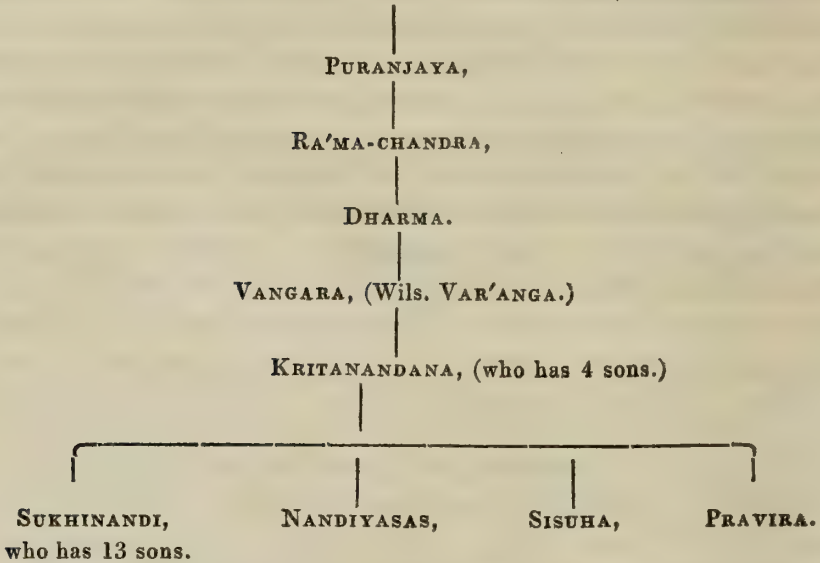 PURANJAYA,
RA'MA-CHANDRA,
DHARMA.
VANGARA, (Wils. VAR'ANGA.)
KRITANANDANA, (who has 4 sons.)
SUKHINANDI, NANDIYASAS, SISUHA, PRAVIRA.
who has 13 sons.